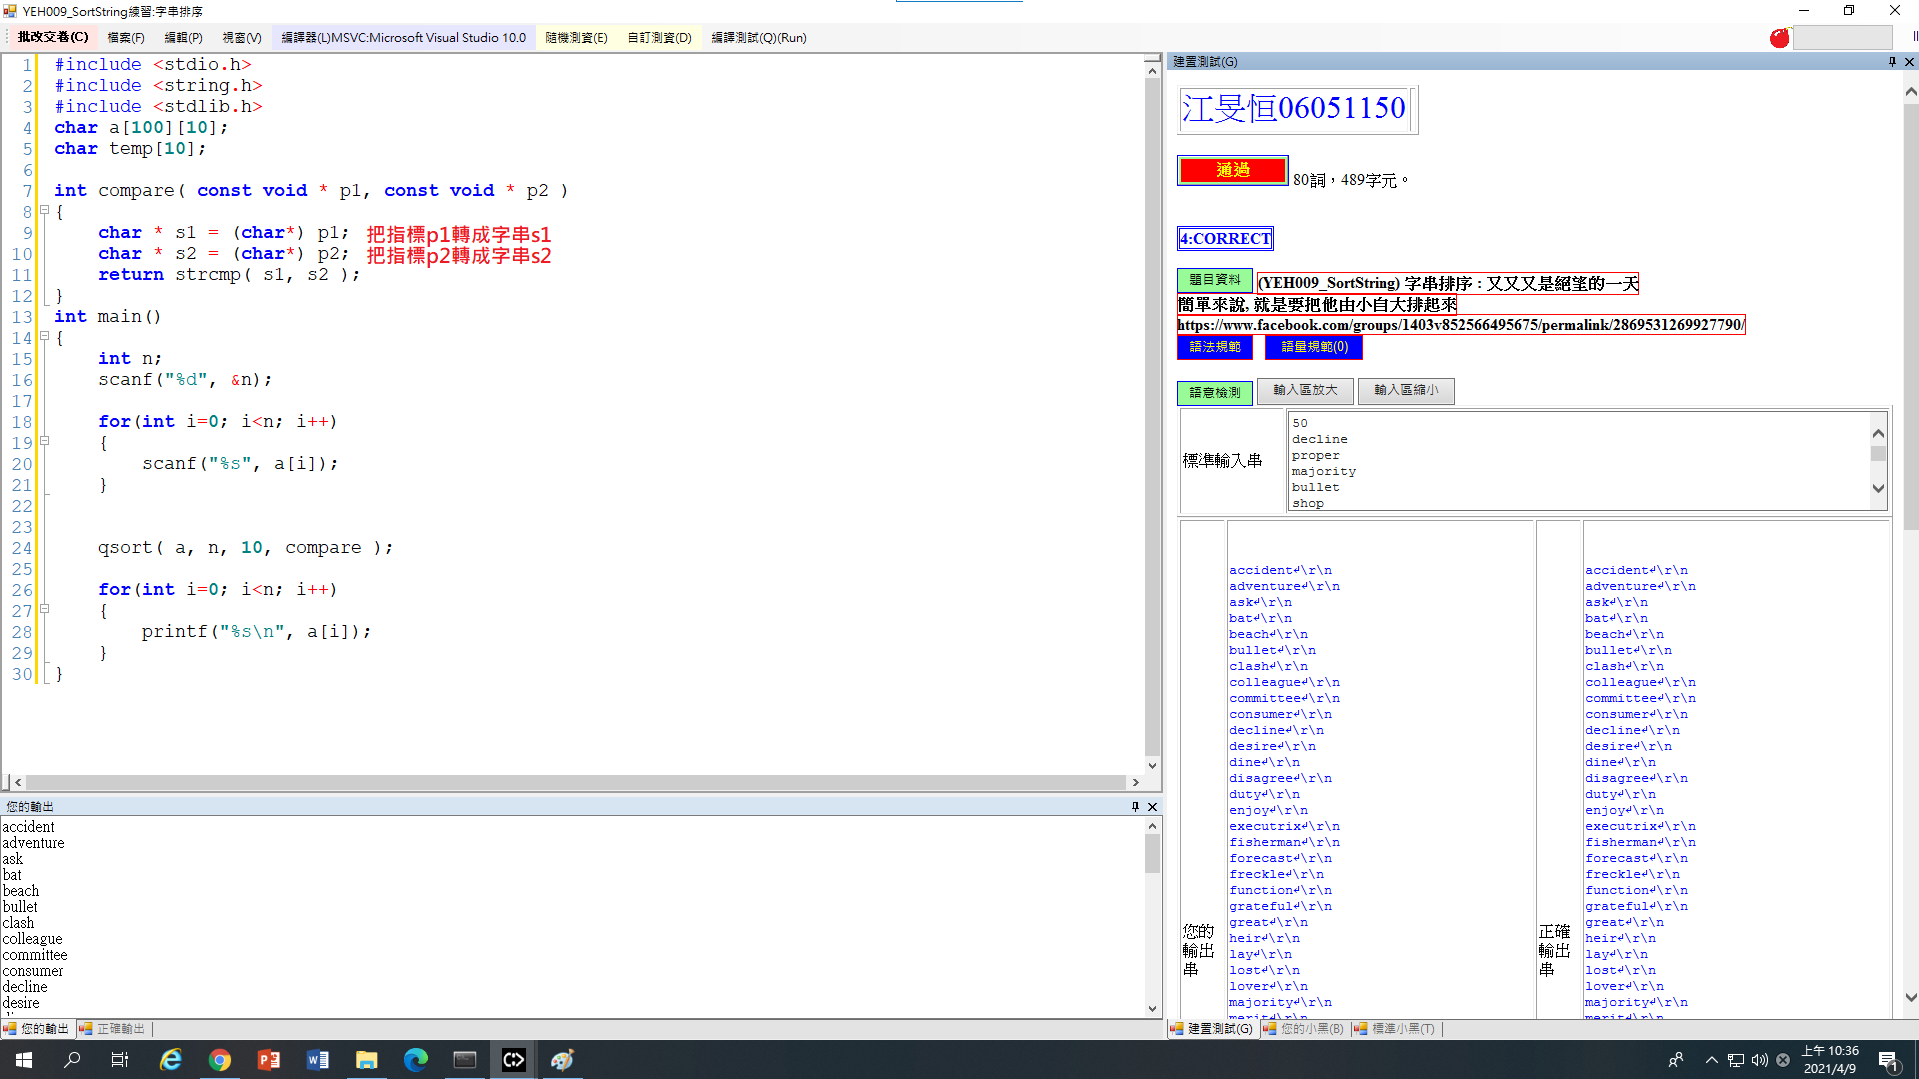 YEH009_SortString練習:字串排序
批改交卷(C) 檔案(F) 編輯(P) 視窗(V) 編譯器(L)MSVC:Microsoft Visual Studio 10.0 隨機測資(E) 自訂測資(D) 編譯測試(Q)(Run)
1 #include <stdio.h>
2 #include <string.h>
3 #include <stdlib.h>
4 char a[100][10];
5 char temp[10];
6
7 int compare( const void * p1, const void * p2 )
8 {
9 char * s1 = (char*) p1; 把指標p1轉成字串s1
10 char * s2 = (char*) p2; 把指標p2轉成字串s2
11 return strcmp( s1, s2 );
12 }
13 int main()
14 {
15 int n;
16 scanf("%d", &n);
17
18 for(int i=0; i<n; i++)
19 {
20 scanf("%s", a[i]);
21 }
22
23
24 qsort( a, n, 10, compare );
25
26 for(int i=0; i<n; i++)
27 {
28 printf("%s\n", a[i]);
29 }
30 }
您的輸出
accident
adventure
ask
bat
beach
bullet
clash
colleague
committee
consumer
decline
desire
您的輸出 正確輸出
建置測試(G)
江旻恒06051150
通過 80詞，489字元。
4:CORRECT
題目資料 (YEH009_SortString) 字串排序 : 又又又是絕望的一天
簡單來說, 就是要把他由小自大排起來
https://www.facebook.com/groups/1403v852566495675/permalink/2869531269927790/
語法規範 語量規範(0)
語意檢測 輸入區放大 輸入區縮小
標準輸入串
50
decline
proper
majority
bullet
shop
您的輸出串
accident↲\r\n
adventure↲\r\n
ask↲\r\n
bat↲\r\n
beach↲\r\n
bullet↲\r\n
clash↲\r\n
colleague↲\r\n
committee↲\r\n
consumer↲\r\n
decline↲\r\n
desire↲\r\n
dine↲\r\n
disagree↲\r\n
duty↲\r\n
enjoy↲\r\n
executrix↲\r\n
fisherman↲\r\n
forecast↲\r\n
freckle↲\r\n
function↲\r\n
grateful↲\r\n
great↲\r\n
heir↲\r\n
lay↲\r\n
lost↲\r\n
lover↲\r\n
majority↲\r\n
merit↲\r\n
正確輸出串
accident↲\r\n
adventure↲\r\n
ask↲\r\n
bat↲\r\n
beach↲\r\n
bullet↲\r\n
clash↲\r\n
colleague↲\r\n
committee↲\r\n
consumer↲\r\n
decline↲\r\n
desire↲\r\n
dine↲\r\n
disagree↲\r\n
duty↲\r\n
enjoy↲\r\n
executrix↲\r\n
fisherman↲\r\n
forecast↲\r\n
freckle↲\r\n
function↲\r\n
grateful↲\r\n
great↲\r\n
heir↲\r\n
lay↲\r\n
lost↲\r\n
lover↲\r\n
majority↲\r\n
merit↲\r\n
建置測試(G) 您的小黑(B) 標準小黑(T)
上午 10:36
2021/4/9
1